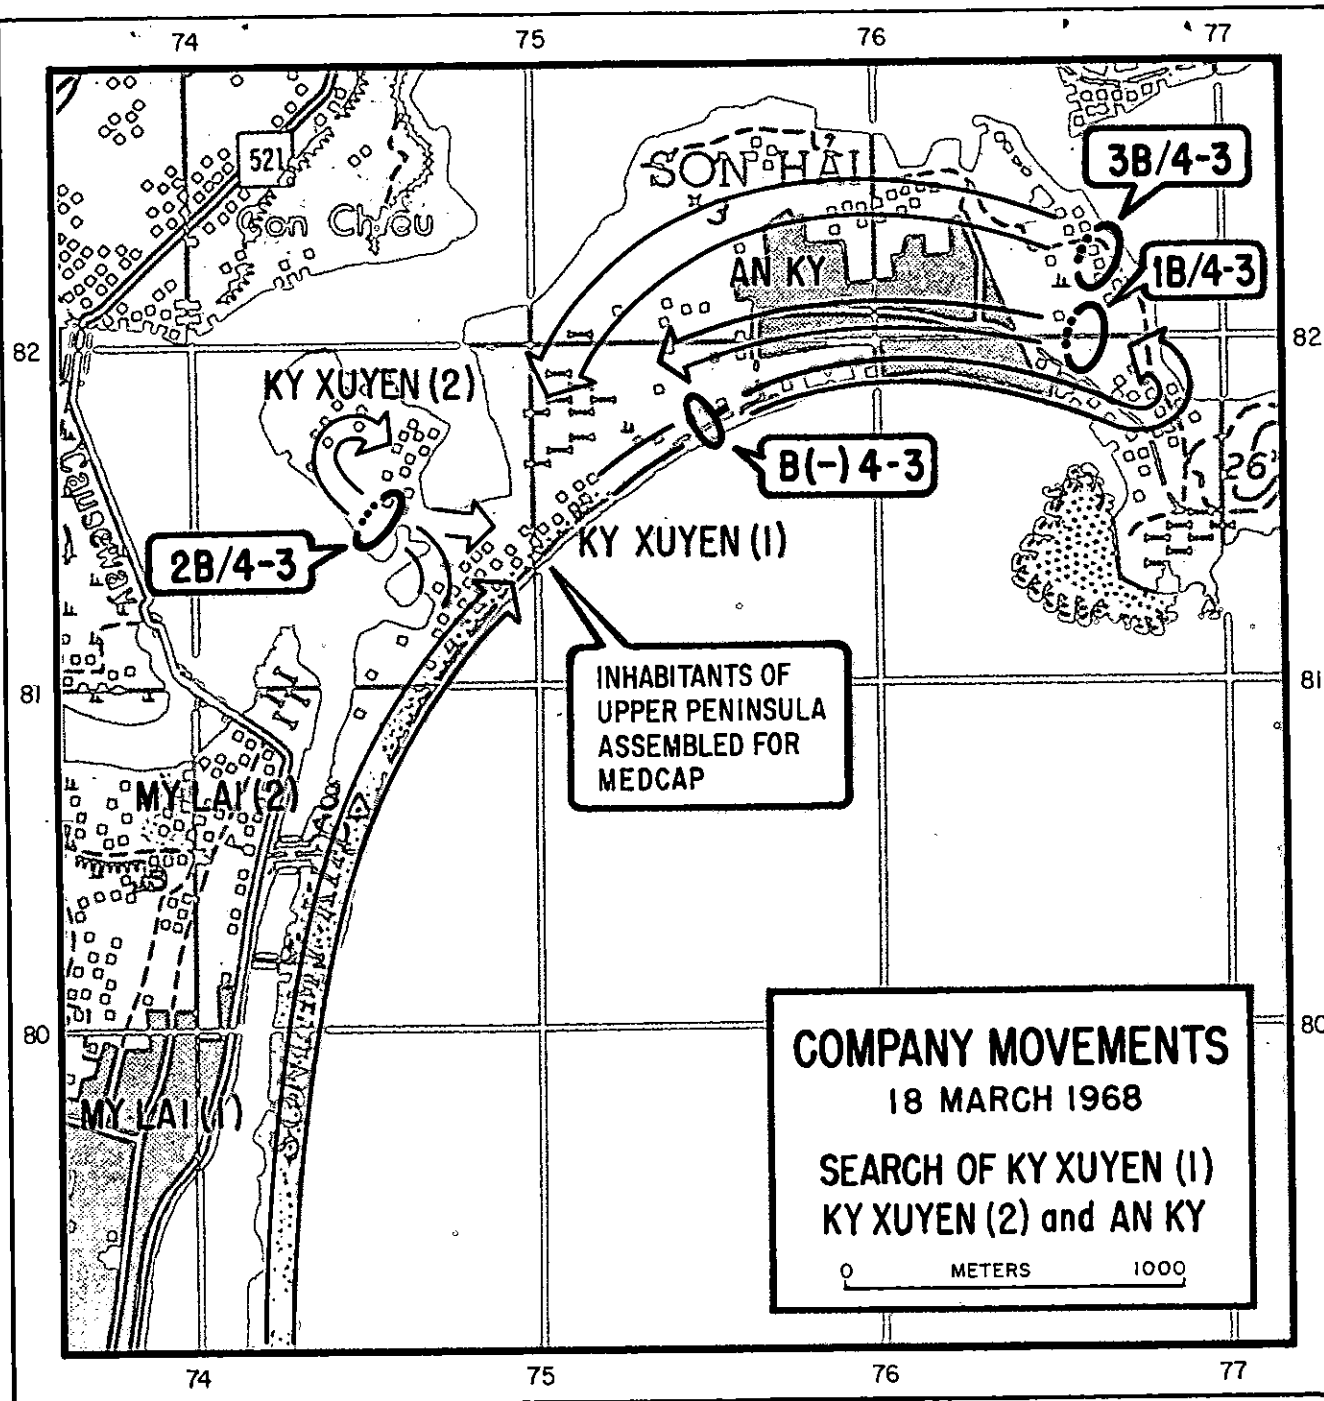 74 75 76 77
521
Con Chieu
SON HAI
3
AN KY
3B/4-3
1B/4-3
82 82
KY XUYEN (2)
B(-) 4-3
26
KY XUYEN (1)
2B/4-3
Causeway
INHABITANTS OF
UPPER PENINSULA
ASSEMBLED FOR
MEDCAP
81 81
MY LAI (2)
80 80
MY LAI (1)
COMPANY MOVEMENTS
18 MARCH 1968
SEARCH OF KY XUYEN (1)
KY XUYEN (2) and AN KY
0 METERS 1000
74 75 76 77